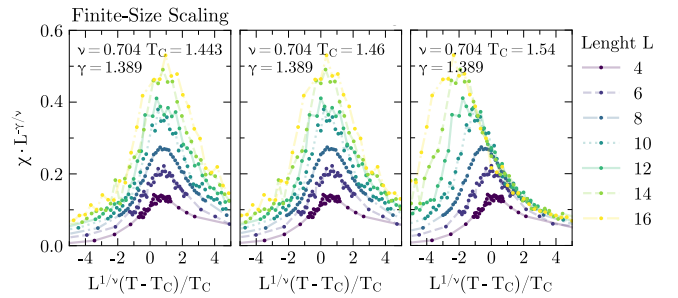 Finite-Size Scaling
ν = 0.704 T_C = 1.443
γ = 1.389
ν = 0.704 T_C = 1.46
γ = 1.389
ν = 0.704 T_C = 1.54
γ = 1.389
Lenght L
4
6
8
10
12
14
16
χ · L^-γ/ν
0.6
0.4
0.2
0.0
-4 -2 0 2 4
-4 -2 0 2 4
-4 -2 0 2 4
L^1/ν (T - T_C)/T_C
L^1/ν (T - T_C)/T_C
L^1/ν (T - T_C)/T_C